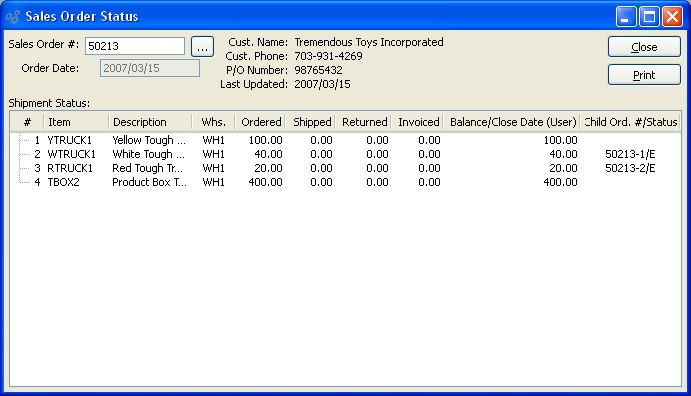 Sales Order Status
Sales Order #: 50213 ...
Order Date: 2007/03/15
Cust. Name: Tremendous Toys Incorporated
Cust. Phone: 703-931-4269
P/O Number: 98765432
Last Updated: 2007/03/15
Close
Print
Shipment Status:
# Item Description Whs. Ordered Shipped Returned Invoiced Balance/Close Date (User) Child Ord. #/Status
1 YTRUCK1 Yellow Tough ... WH1 100.00 0.00 0.00 0.00 100.00
2 WTRUCK1 White Tough ... WH1 40.00 0.00 0.00 0.00 40.00 50213-1/E
3 RTRUCK1 Red Tough Tr... WH1 20.00 0.00 0.00 0.00 20.00 50213-2/E
4 TBOX2 Product Box T... WH1 400.00 0.00 0.00 0.00 400.00